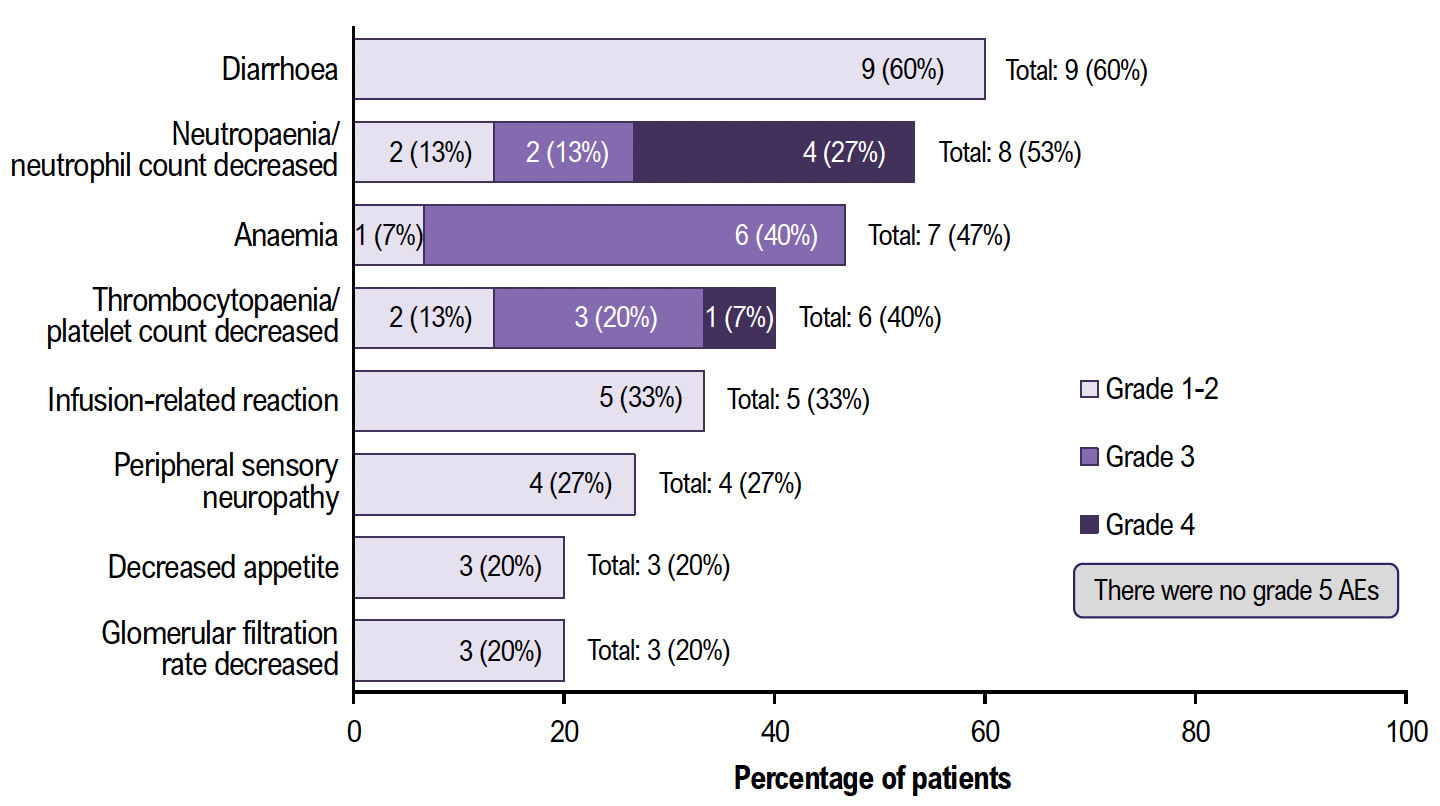 Diarrhoea
9 (60%)
Total: 9 (60%)
Neutropaenia/
neutrophil count decreased
2 (13%)
2 (13%)
4 (27%)
Total: 8 (53%)
Anaemia
1 (7%)
6 (40%)
Total: 7 (47%)
Thrombocytopaenia/
platelet count decreased
2 (13%)
3 (20%)
1 (7%)
Total: 6 (40%)
Infusion-related reaction
5 (33%)
Total: 5 (33%)
Peripheral sensory
neuropathy
4 (27%)
Total: 4 (27%)
Decreased appetite
3 (20%)
Total: 3 (20%)
Glomerular filtration
rate decreased
3 (20%)
Total: 3 (20%)
Grade 1-2
Grade 3
Grade 4
There were no grade 5 AEs
0 20 40 60 80 100
Percentage of patients